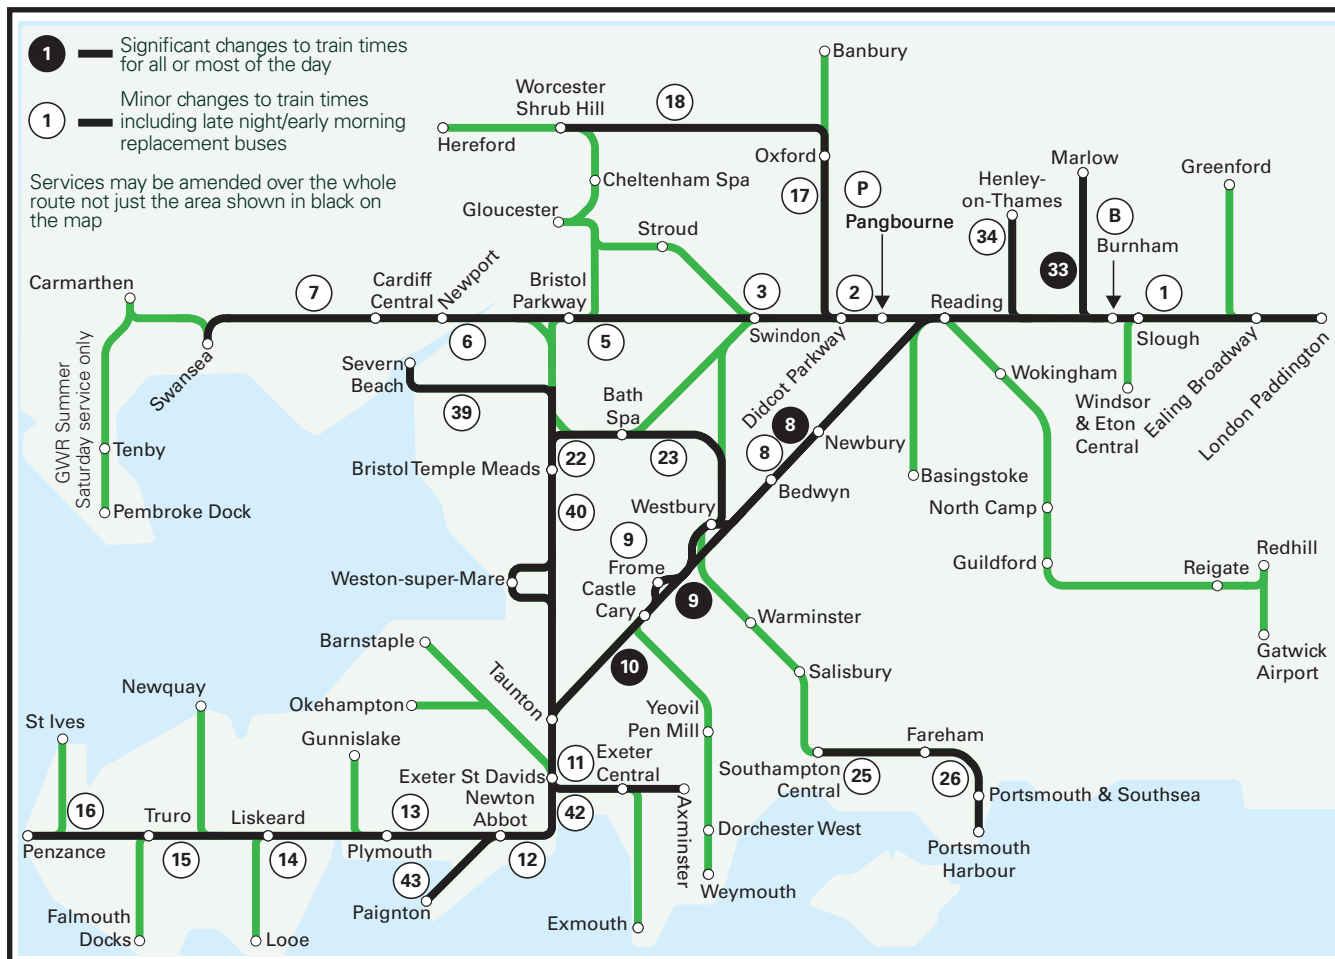 1
Significant changes to train times
for all or most of the day
1
Minor changes to train times
including late night/early morning
replacement buses
Services may be amended over the whole
route not just the area shown in black on
the map
Banbury
Worcester
Shrub Hill
18
Hereford
Oxford
17
Cheltenham Spa
Gloucester
Stroud
P
Pangbourne
Henley-
on-Thames
34
Marlow
33
B
Burnham
Greenford
Carmarthen
7
Cardiff
Central
Newport
Bristol
Parkway
3
2
Reading
1
Swansea
6
5
Swindon
Didcot Parkway
Slough
Ealing Broadway
London Paddington
GWR Summer
Saturday service only
Severn
Beach
39
Bath
Spa
Wokingham
Windsor
& Eton
Central
8
Newbury
8
Bedwyn
Tenby
Pembroke Dock
Bristol Temple Meads
22
23
Basingstoke
Westbury
40
9
North Camp
Weston-super-Mare
Frome
Castle
Cary
9
Guildford
Reigate
Redhill
Gatwick
Airport
Barnstaple
10
Warminster
Salisbury
Taunton
Okehampton
Newquay
St Ives
Gunnislake
Yeovil
Pen Mill
Exeter St Davids
11
Exeter
Central
Southampton
Central
25
Fareham
26
Portsmouth & Southsea
Portsmouth
Harbour
Newton
Abbot
42
Axminster
16
Penzance
Truro
15
Liskeard
14
13
Plymouth
12
43
Paignton
Dorchester West
Weymouth
Falmouth
Docks
Looe
Exmouth